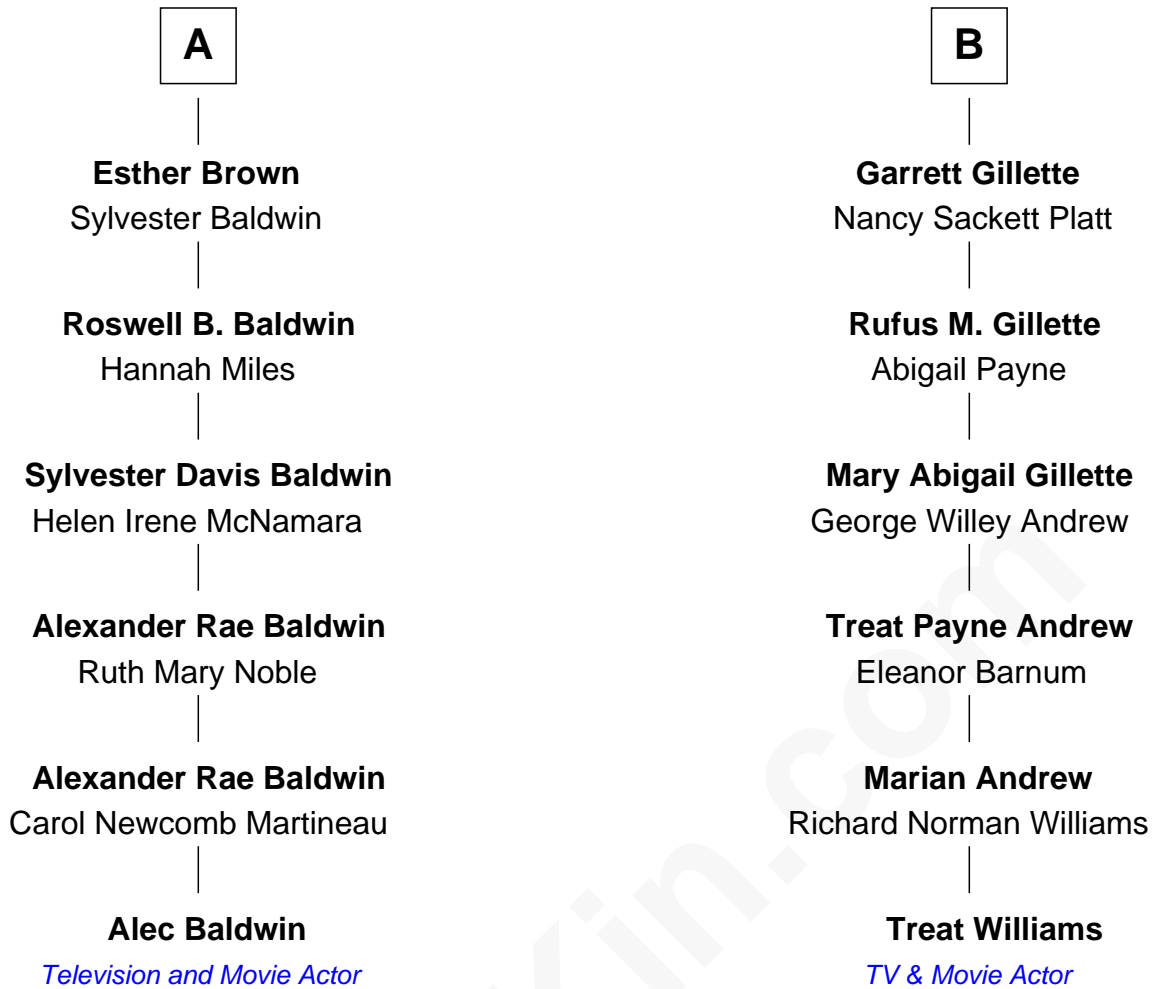 A
Esther Brown
Sylvester Baldwin
Roswell B. Baldwin
Hannah Miles
Sylvester Davis Baldwin
Helen Irene McNamara
Alexander Rae Baldwin
Ruth Mary Noble
Alexander Rae Baldwin
Carol Newcomb Martineau
Alec Baldwin
Television and Movie Actor
B
Garrett Gillette
Nancy Sackett Platt
Rufus M. Gillette
Abigail Payne
Mary Abigail Gillette
George Willey Andrew
Treat Payne Andrew
Eleanor Barnum
Marian Andrew
Richard Norman Williams
Treat Williams
TV & Movie Actor